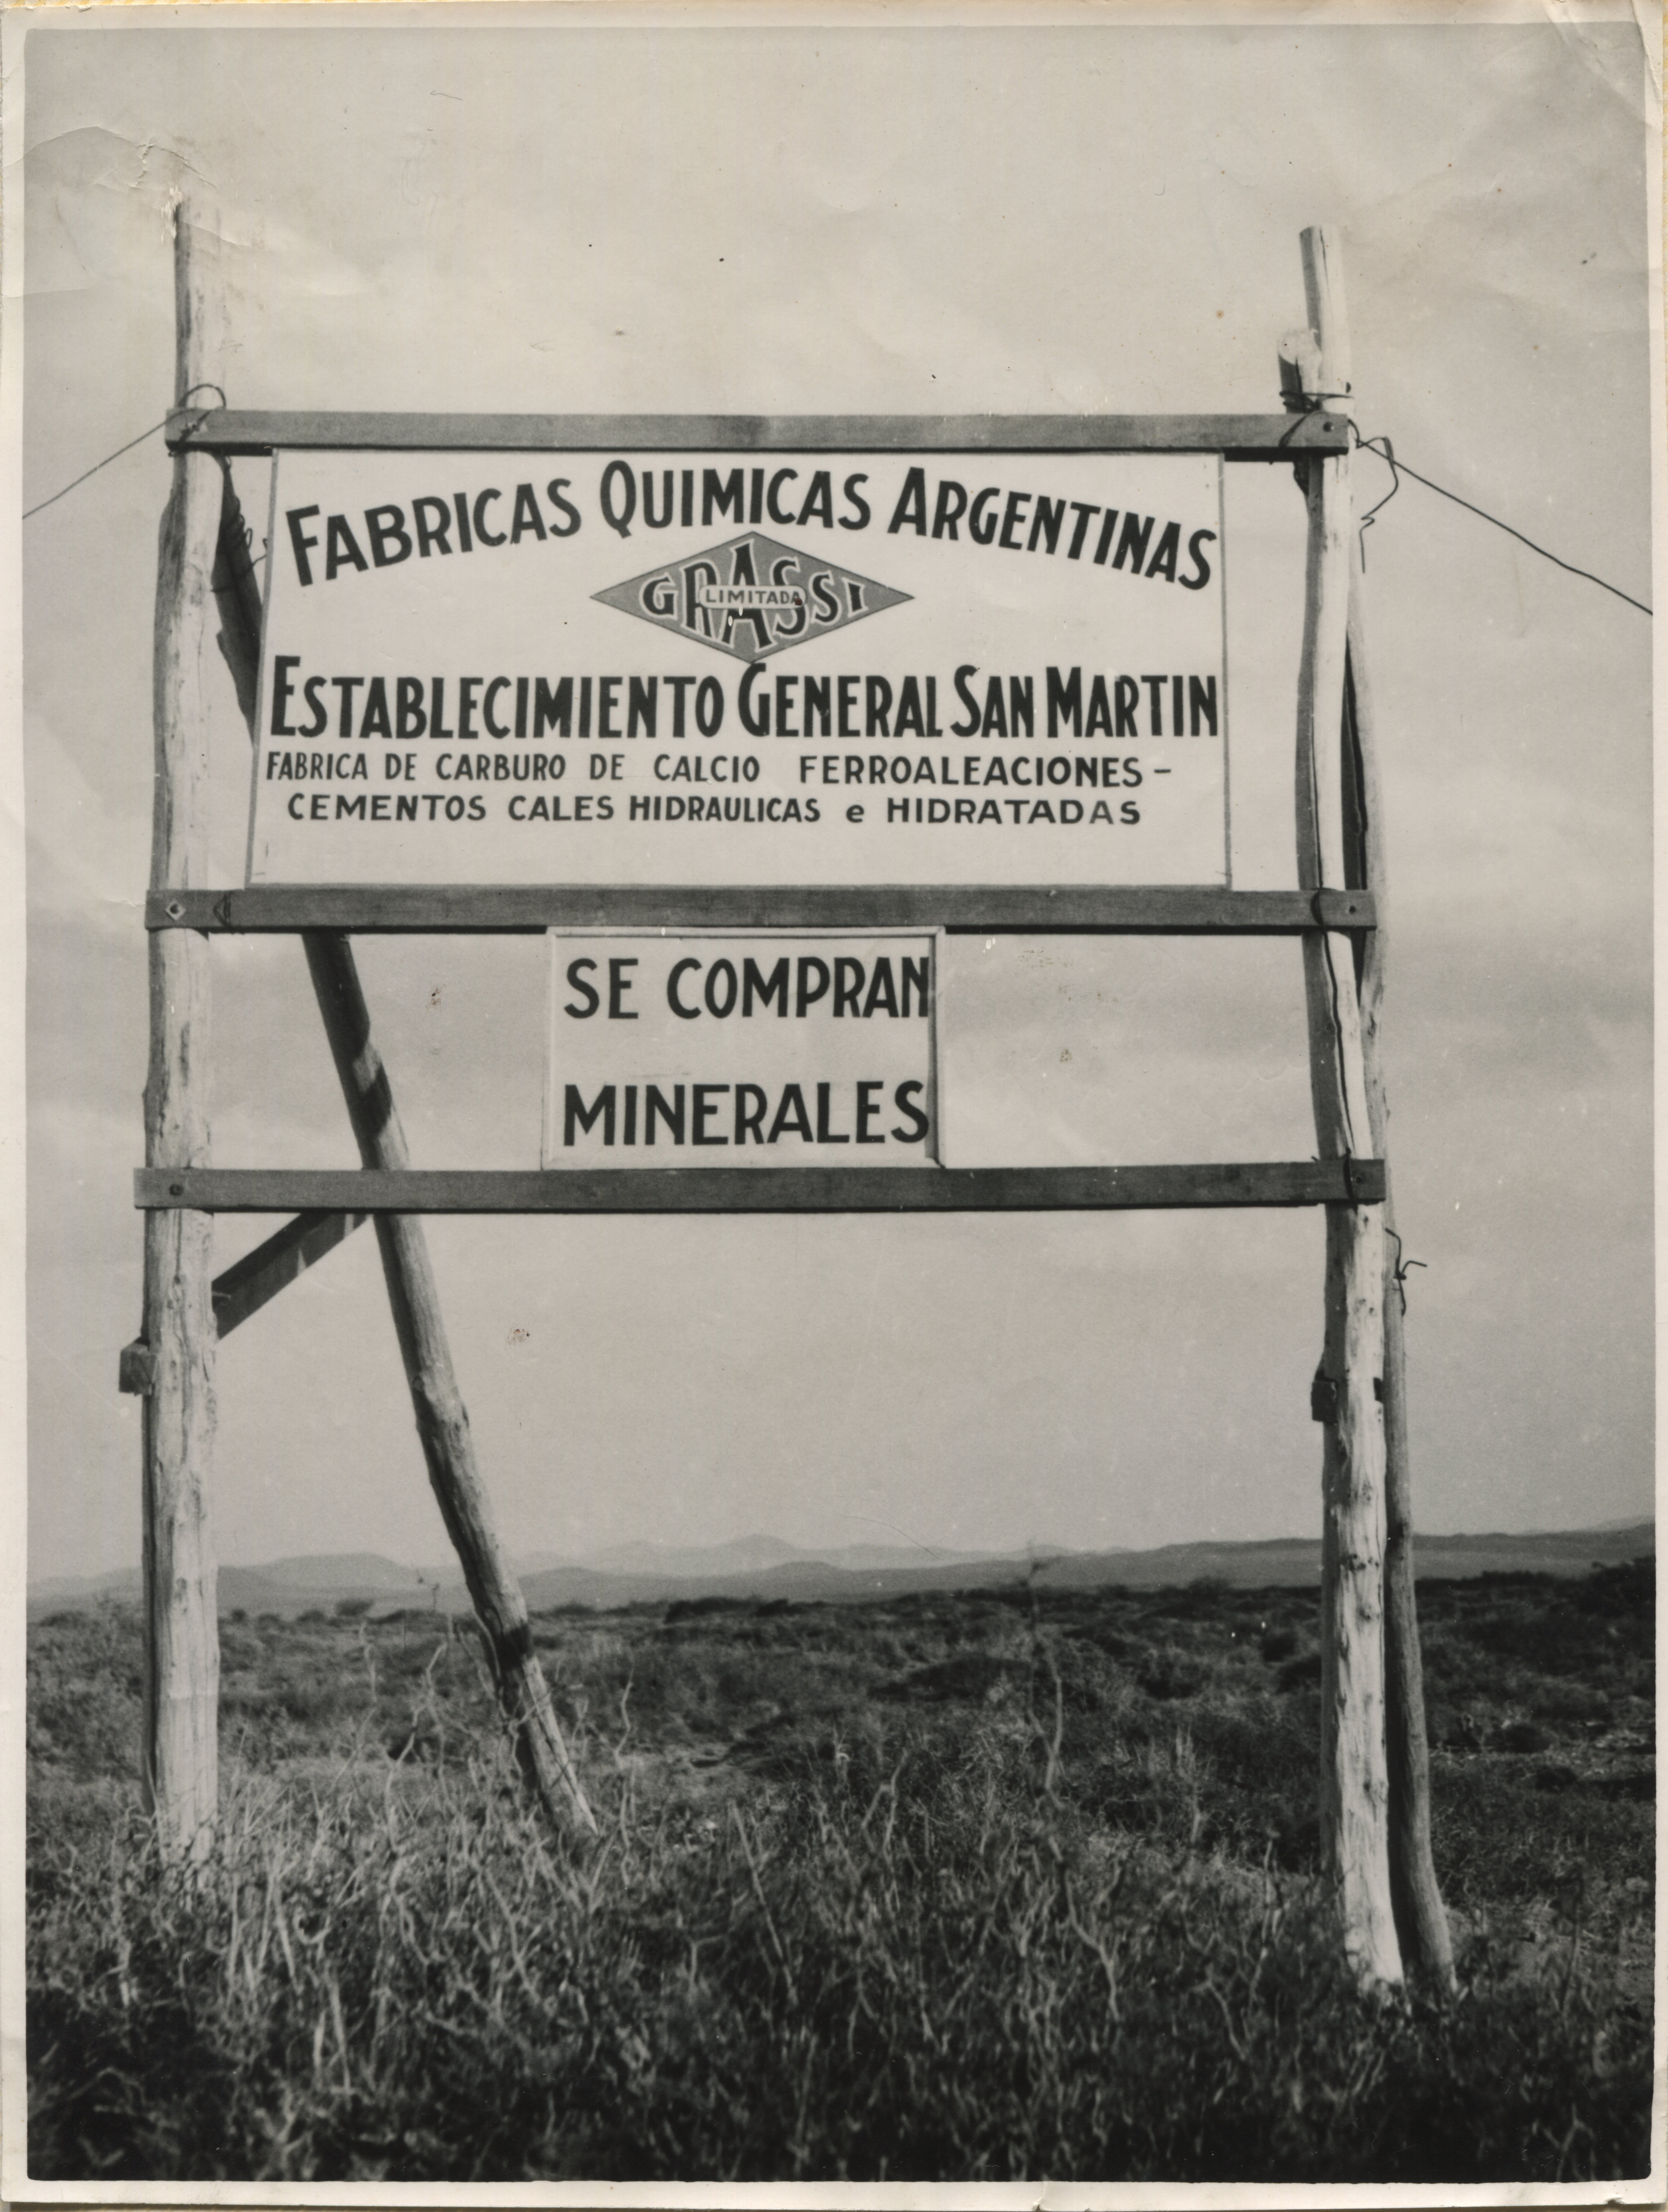 FABRICAS QUIMICAS ARGENTINAS
GRASSI
LIMITADA
ESTABLECIMIENTO GENERAL SAN MARTIN
FABRICA DE CARBURO DE CALCIO FERROALEACIONES -
CEMENTOS CALES HIDRAULICAS e HIDRATADAS
SE COMPRAN
MINERALES